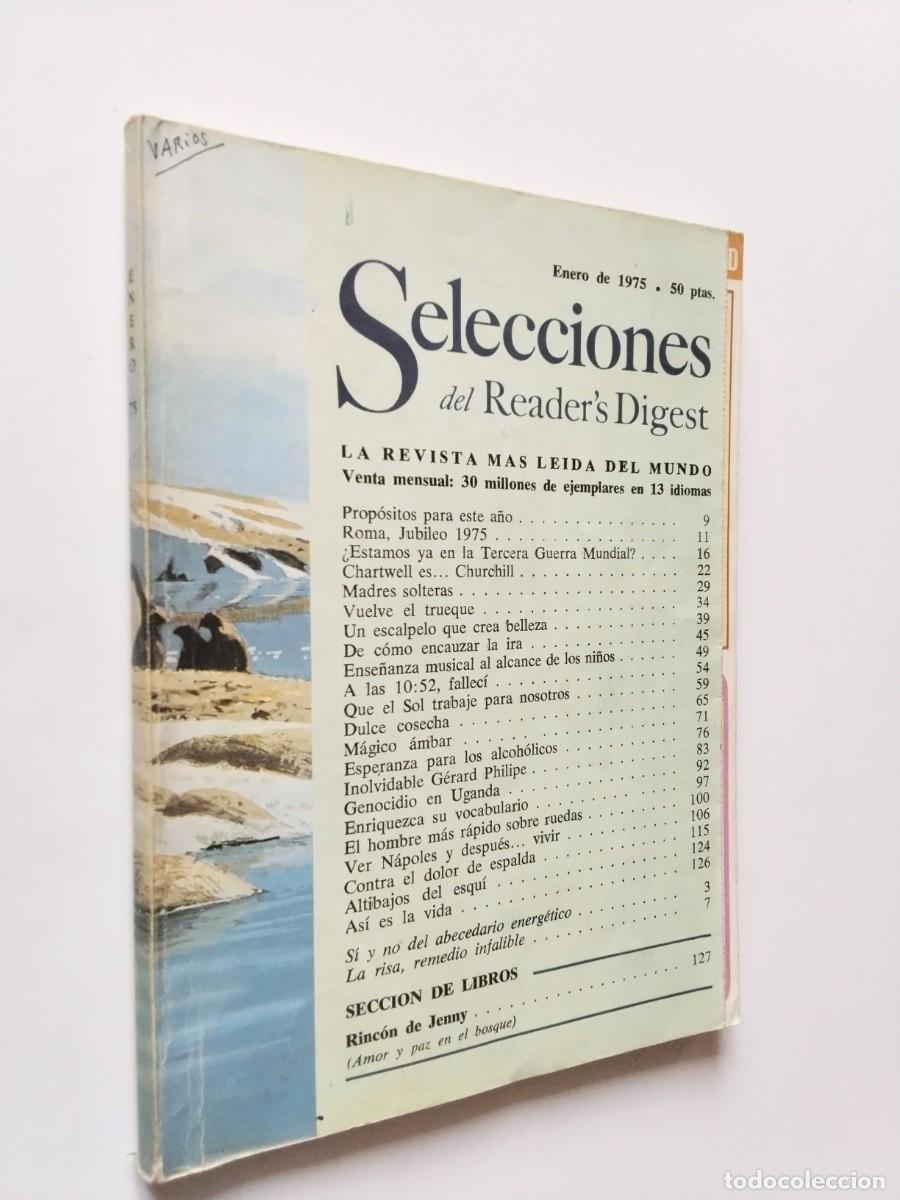 VARIOS
ENERO 75
Enero de 1975 • 50 ptas.
Selecciones
del Reader's Digest
LA REVISTA MAS LEIDA DEL MUNDO
Venta mensual: 30 millones de ejemplares en 13 idiomas
Propósitos para este año . . . . . . . . . . . . . . . 9
Roma, Jubileo 1975 . . . . . . . . . . . . . . . . . 11
¿Estamos ya en la Tercera Guerra Mundial? . . . . 16
Chartwell es... Churchill . . . . . . . . . . . . . . . 22
Madres solteras . . . . . . . . . . . . . . . . . . . . 29
Vuelve el trueque . . . . . . . . . . . . . . . . . . 34
Un escalpelo que crea belleza . . . . . . . . . . . . 39
De cómo encauzar la ira . . . . . . . . . . . . . . 45
Enseñanza musical al alcance de los niños . . . . . . 49
A las 10:52, fallecí . . . . . . . . . . . . . . . . . 54
Que el Sol trabaje para nosotros . . . . . . . . . . 59
Dulce cosecha . . . . . . . . . . . . . . . . . . . . 65
Mágico ámbar . . . . . . . . . . . . . . . . . . . . 71
Esperanza para los alcohólicos . . . . . . . . . . . 76
Inolvidable Gérard Philipe . . . . . . . . . . . . . . 83
Genocidio en Uganda . . . . . . . . . . . . . . . . 92
Enriquezca su vocabulario . . . . . . . . . . . . . . 97
El hombre más rápido sobre ruedas . . . . . . . . . 100
Ver Nápoles y después... vivir . . . . . . . . . . . 106
Contra el dolor de espalda . . . . . . . . . . . . . 115
Altibajos del esquí . . . . . . . . . . . . . . . . . . 124
Así es la vida . . . . . . . . . . . . . . . . . . . . 126
Sí y no del abecedario energético . . . . . . . . . . 3
La risa, remedio infalible . . . . . . . . . . . . . . 7
SECCION DE LIBROS
Rincón de Jenny . . . . . . . . . . . . . . . . . . . 127
(Amor y paz en el bosque)
todocoleccion